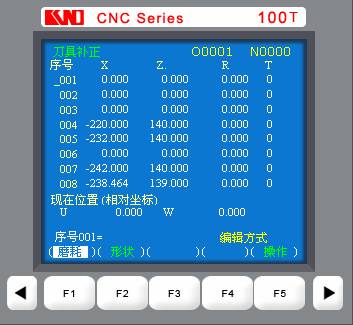 KND CNC Series 100T
刀具补正 O0001 N0000
序号 X Z. R T
_001 0.000 0.000 0.000 0
002 0.000 0.000 0.000 0
003 0.000 0.000 0.000 0
004 -220.000 140.000 0.000 0
005 -232.000 140.000 0.000 0
006 0.000 0.000 0.000 0
007 -242.000 140.000 0.000 0
008 -238.464 139.000 0.000 0
现在位置 (相对坐标)
U 0.000 W 0.000
序号001= 编辑方式
( 磨耗 )( 形状 )( )( )( 操作 )
F1 F2 F3 F4 F5